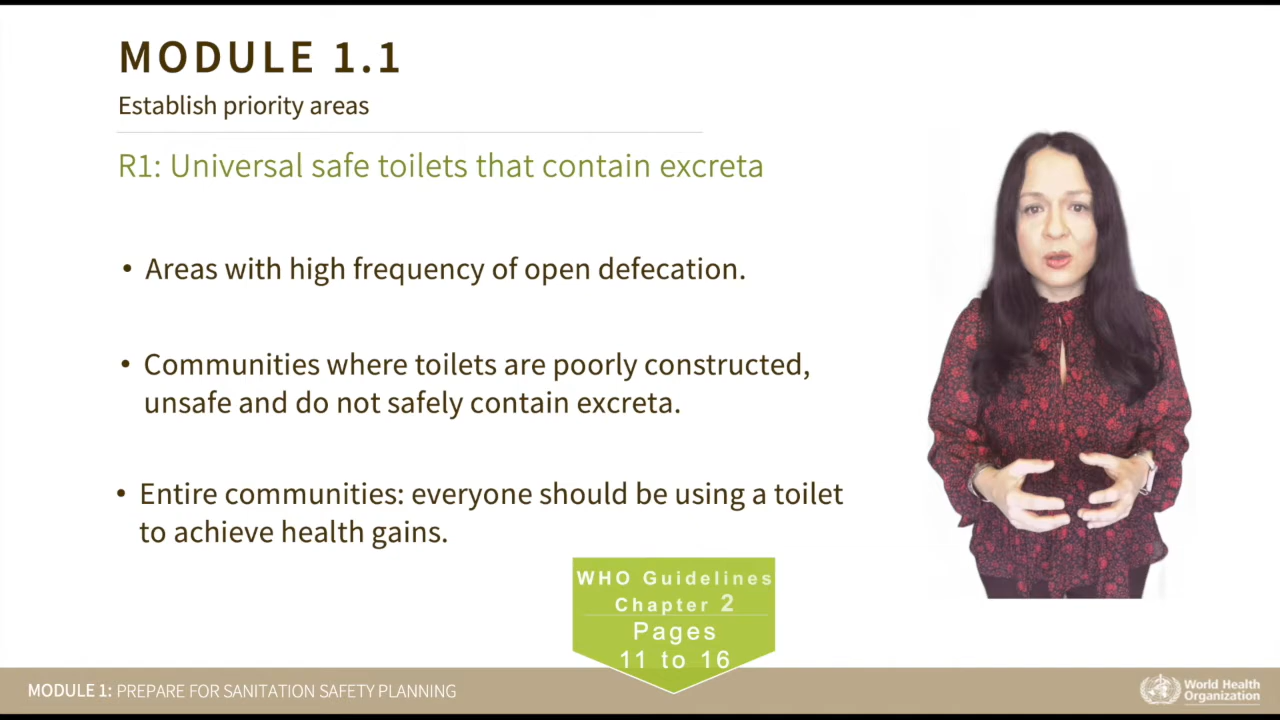 MODULE 1.1
Establish priority areas
R1: Universal safe toilets that contain excreta
• Areas with high frequency of open defecation.
• Communities where toilets are poorly constructed,
unsafe and do not safely contain excreta.
• Entire communities: everyone should be using a toilet
to achieve health gains.
WHO Guidelines
Chapter 2
Pages
11 to 16
MODULE 1: PREPARE FOR SANITATION SAFETY PLANNING
World Health
Organization